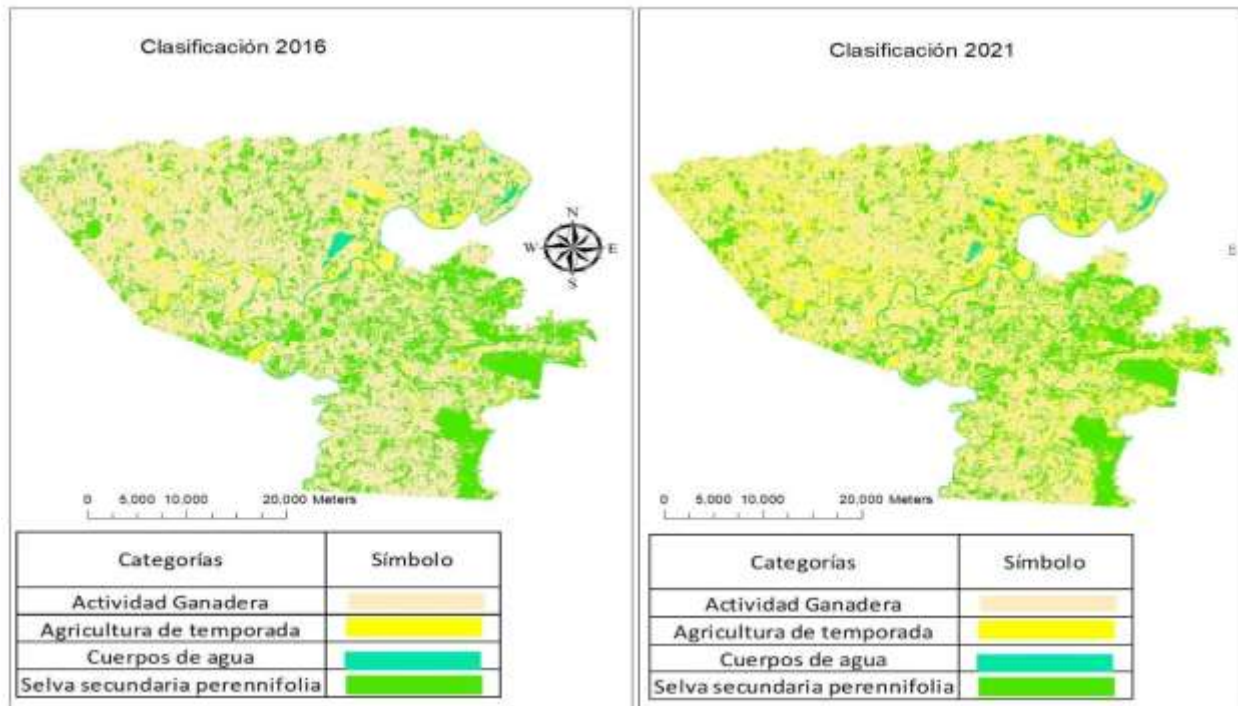 Clasificación 2016
N
W E
S
0 5.000 10.000 20.000 Meters
Categorías Símbolo
Actividad Ganadera
Agricultura de temporada
Cuerpos de agua
Selva secundaria perennifolia
Clasificación 2021
E
0 5.000 10.000 20.000 Meters
Categorías Símbolo
Actividad Ganadera
Agricultura de temporada
Cuerpos de agua
Selva secundaria perennifolia